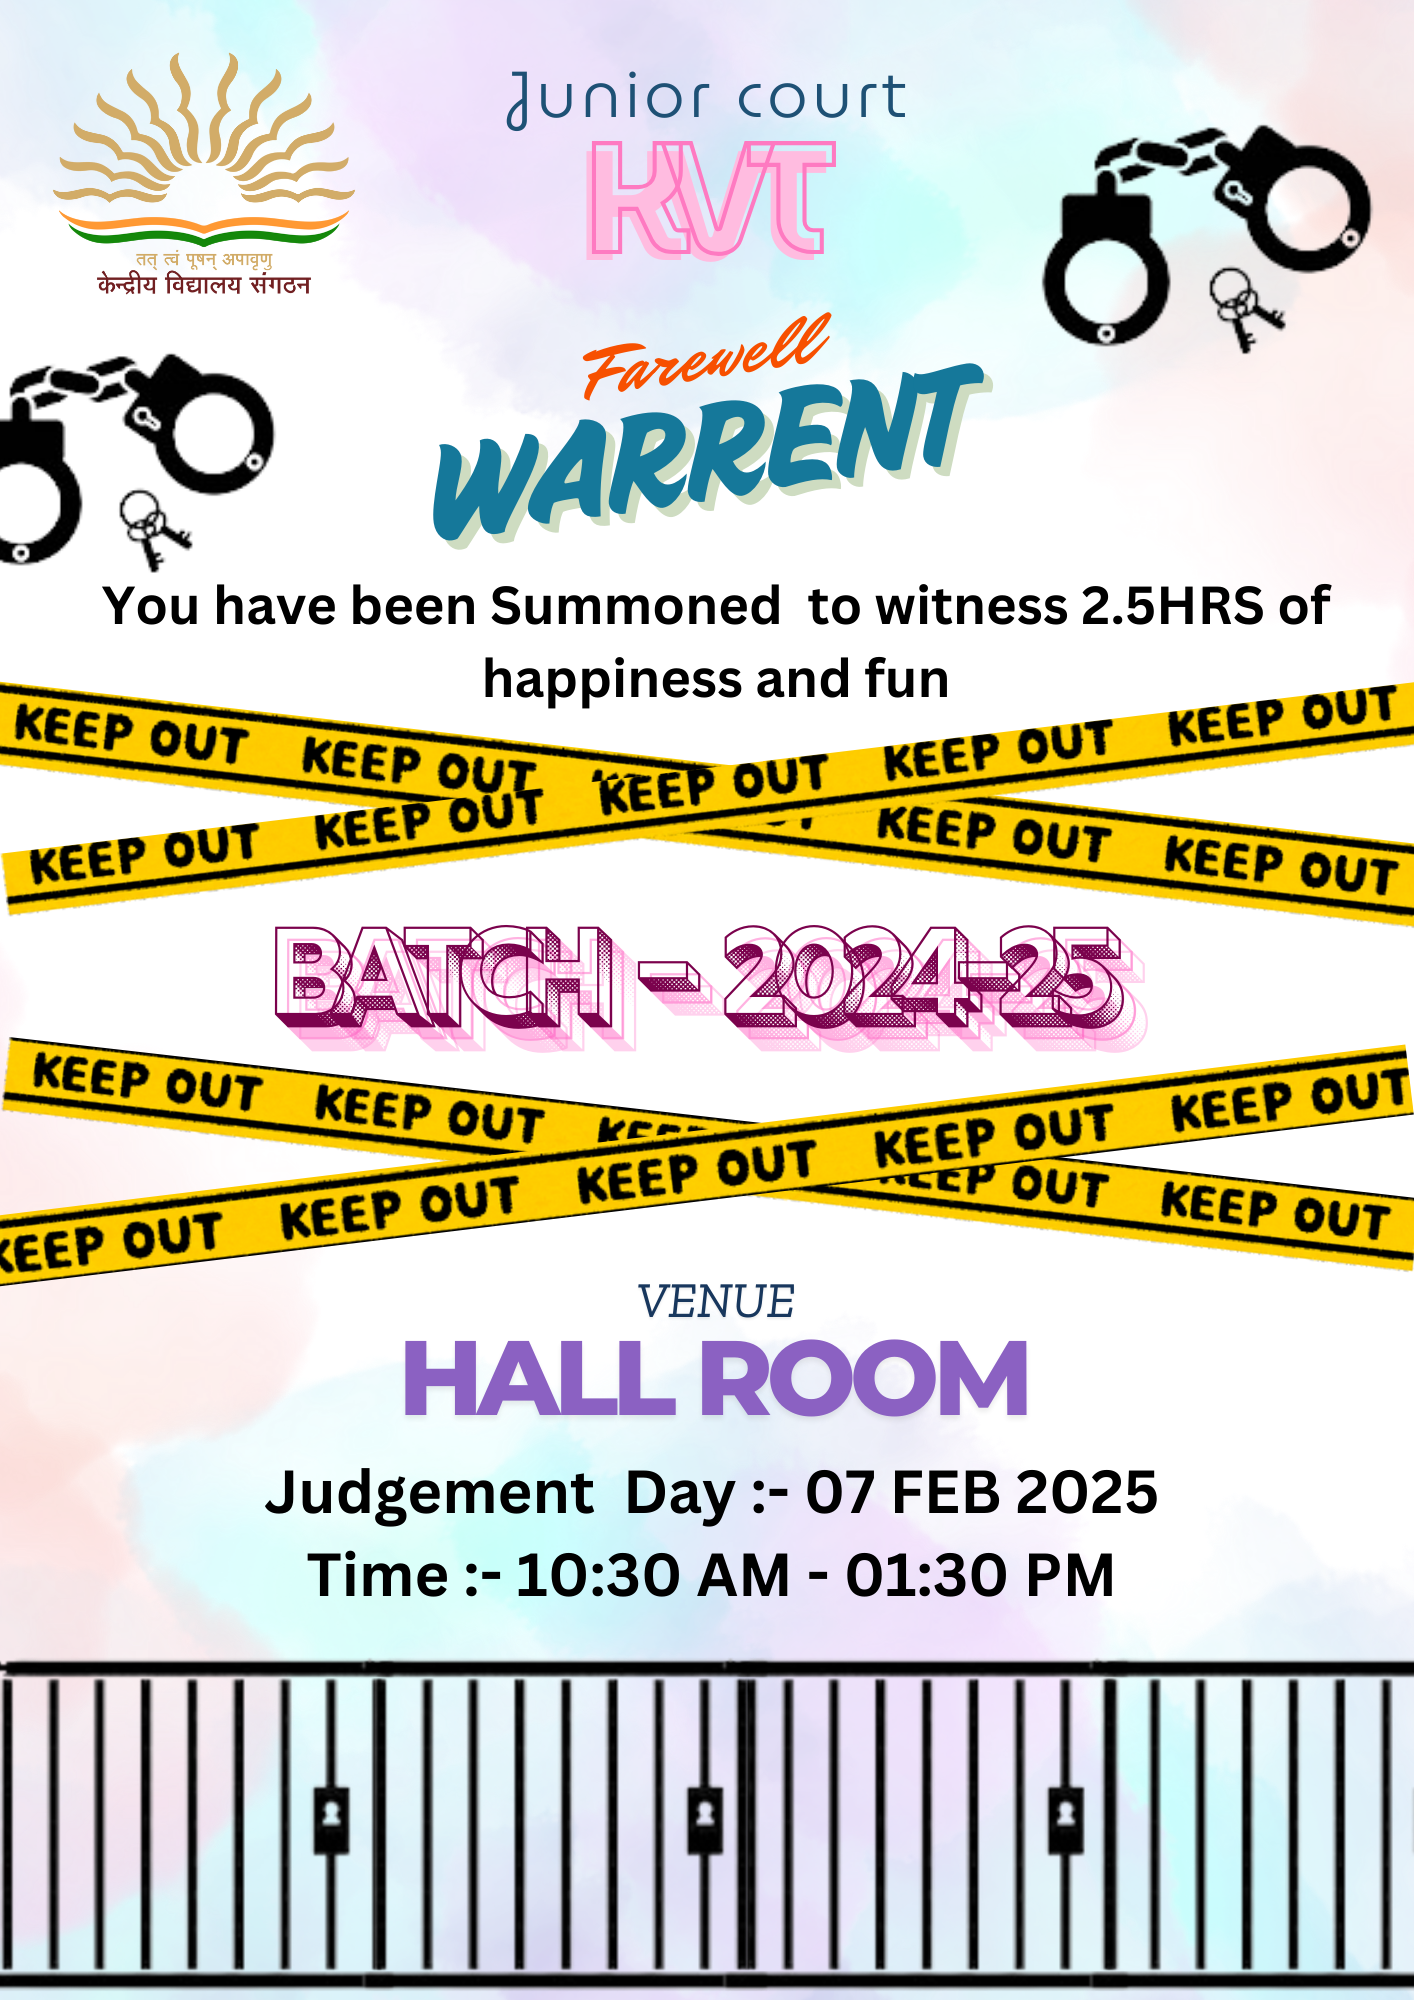 Junior court
KVT
तत् त्वं पूषन् अपावृणु
केन्द्रीय विद्यालय संगठन
Farewell
WARRENT
You have been Summoned to witness 2.5HRS of
happiness and fun
KEEP OUT KEEP OUT KEEP OUT KEEP OUT
KEEP OUT KEEP OUT KEEP OUT KEEP OUT KEEP OUT
BATCH - 2024-25
KEEP OUT KEEP OUT KEEP OUT KEEP OUT
KEEP OUT KEEP OUT KEEP OUT KEEP OUT KEEP OUT
VENUE
HALL ROOM
Judgement Day :- 07 FEB 2025
Time :- 10:30 AM - 01:30 PM